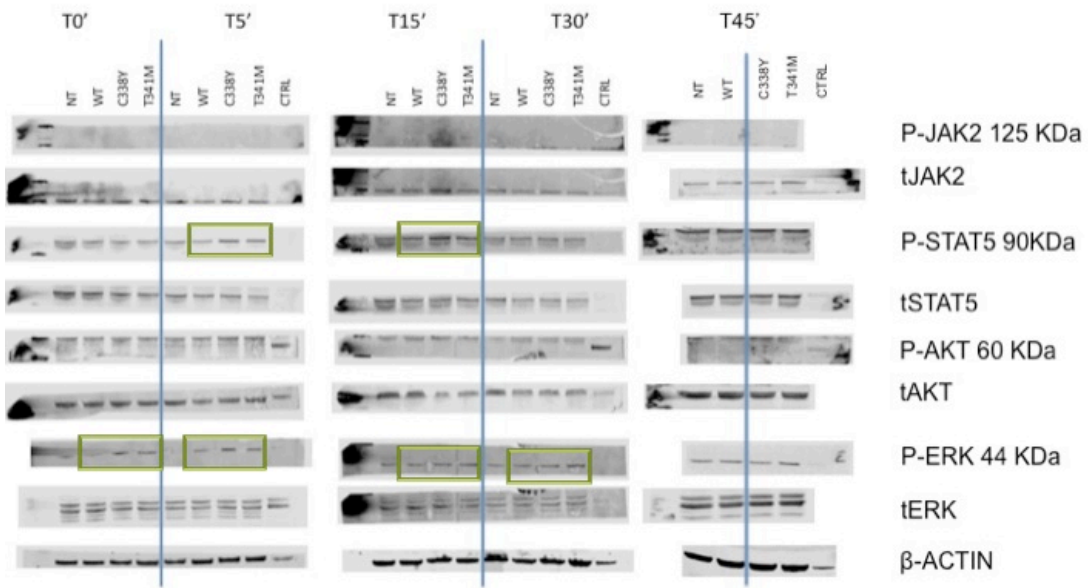 T0’ T5’ T15’ T30’ T45’
NT WT C338Y T341M NT WT C338Y T341M CTRL NT WT C338Y T341M NT WT C338Y T341M CTRL NT WT C338Y T341M CTRL
P-JAK2 125 KDa
tJAK2
P-STAT5 90KDa
tSTAT5
P-AKT 60 KDa
tAKT
P-ERK 44 KDa
tERK
β-ACTIN